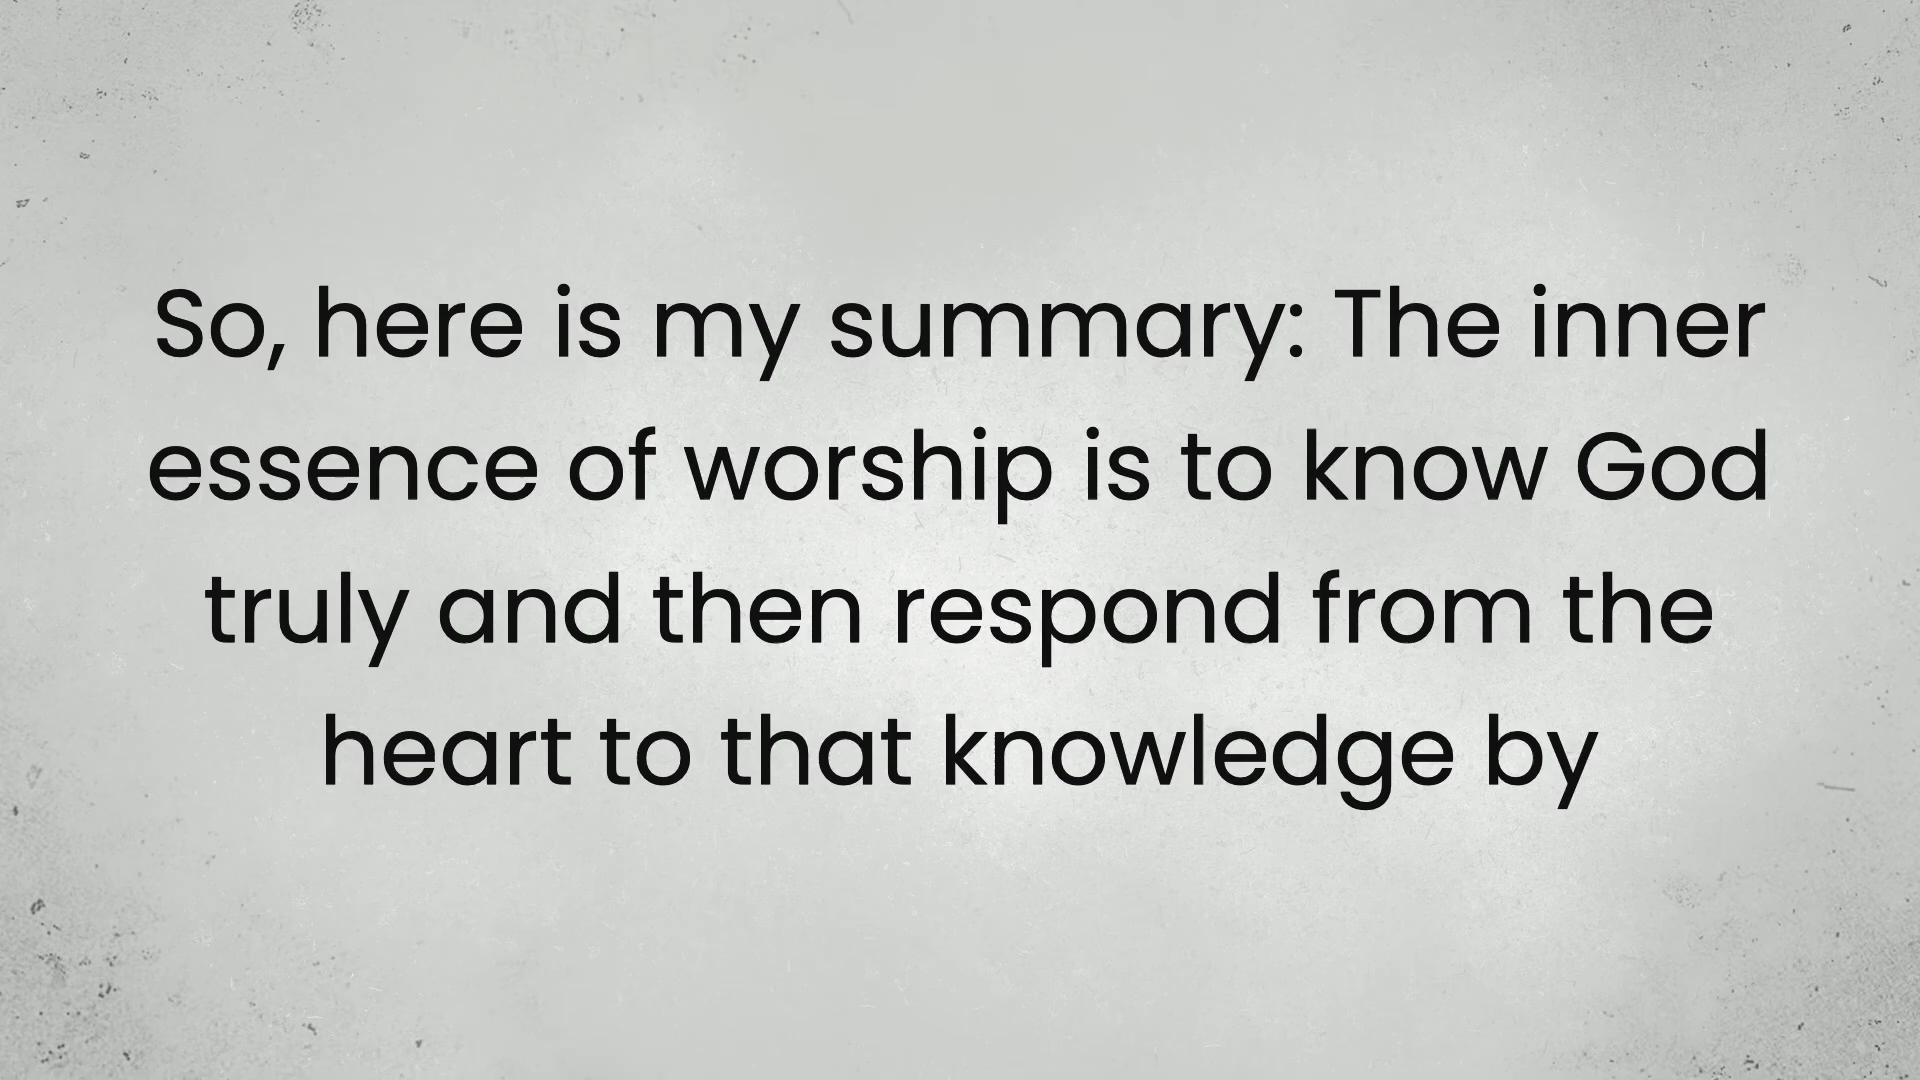 So, here is my summary: The inner
essence of worship is to know God
truly and then respond from the
heart to that knowledge by